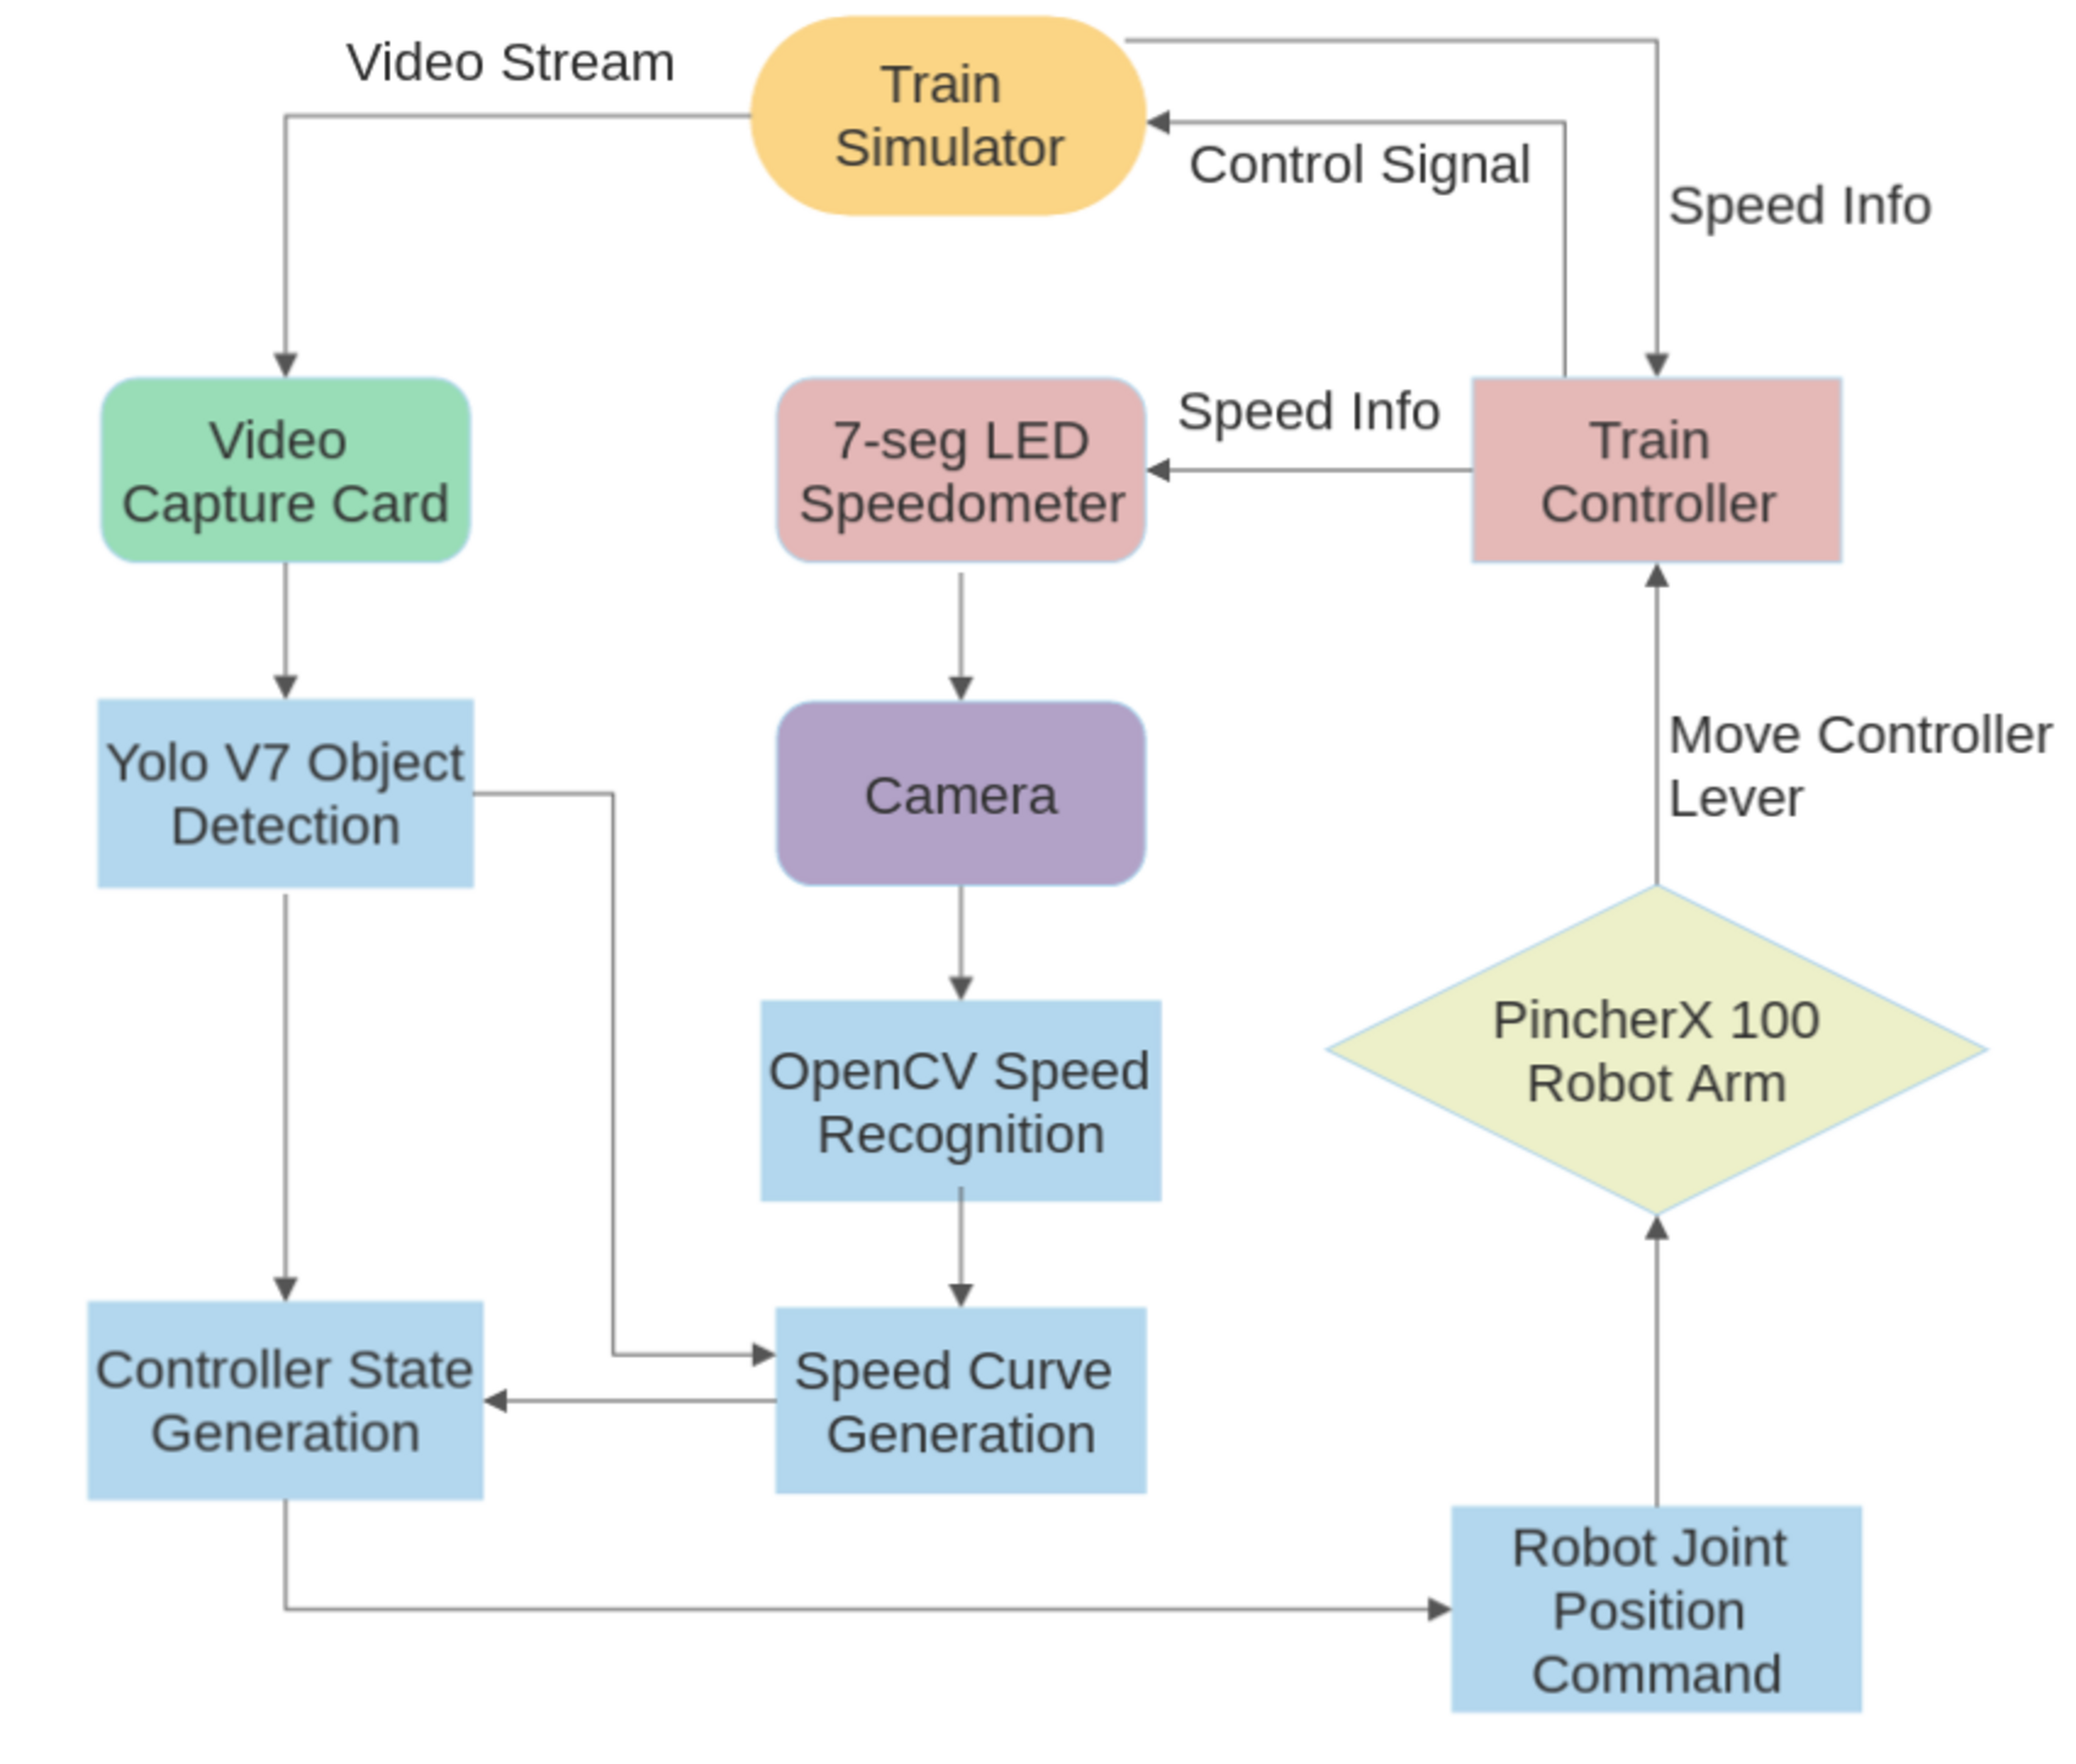 Video Stream
Train
Simulator
Control Signal
Speed Info
Video
Capture Card
7-seg LED
Speedometer
Speed Info
Train
Controller
Yolo V7 Object
Detection
Camera
Move Controller
Lever
OpenCV Speed
Recognition
PincherX 100
Robot Arm
Controller State
Generation
Speed Curve
Generation
Robot Joint
Position
Command